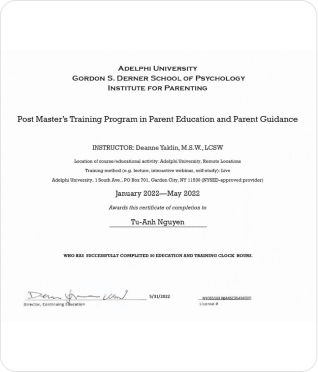 ADELPHI UNIVERSITY
GORDON S. DERNER SCHOOL OF PSYCHOLOGY
INSTITUTE FOR PARENTING
Post Master's Training Program in Parent Education and Parent Guidance
INSTRUCTOR: Deanne Yaklin, M.S.W., LCSW
Location of course/educational activity: Adelphi University, Remote Locations
Training method (e.g. lecture, interactive webinar, self-study): Live
Adelphi University, 1 South Ave., PO Box 701, Garden City, NY 11530 (NYSED-approved provider)
January 2022—May 2022
Awards this certificate of completion to
Tu-Anh Nguyen
WHO HAS SUCCESSFULLY COMPLETED 50 EDUCATION AND TRAINING CLOCK HOURS.
5/31/2022
Director, Continuing Education
License #